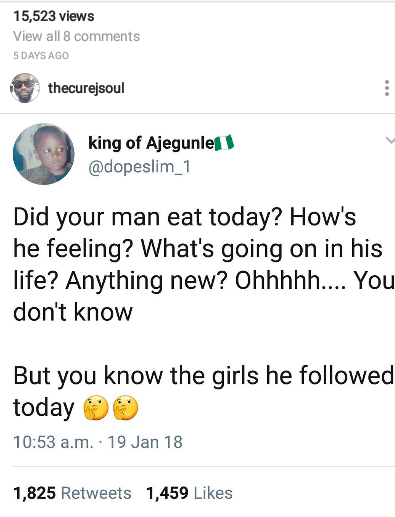 15,523 views
View all 8 comments
5 DAYS AGO
thecurejsoul
king of Ajegunle🇳🇬
@dopeslim_1
Did your man eat today? How's
he feeling? What's going on in his
life? Anything new? Ohhhhh.... You
don't know
But you know the girls he followed
today 🤔🤔
10:53 a.m. · 19 Jan 18
1,825 Retweets 1,459 Likes